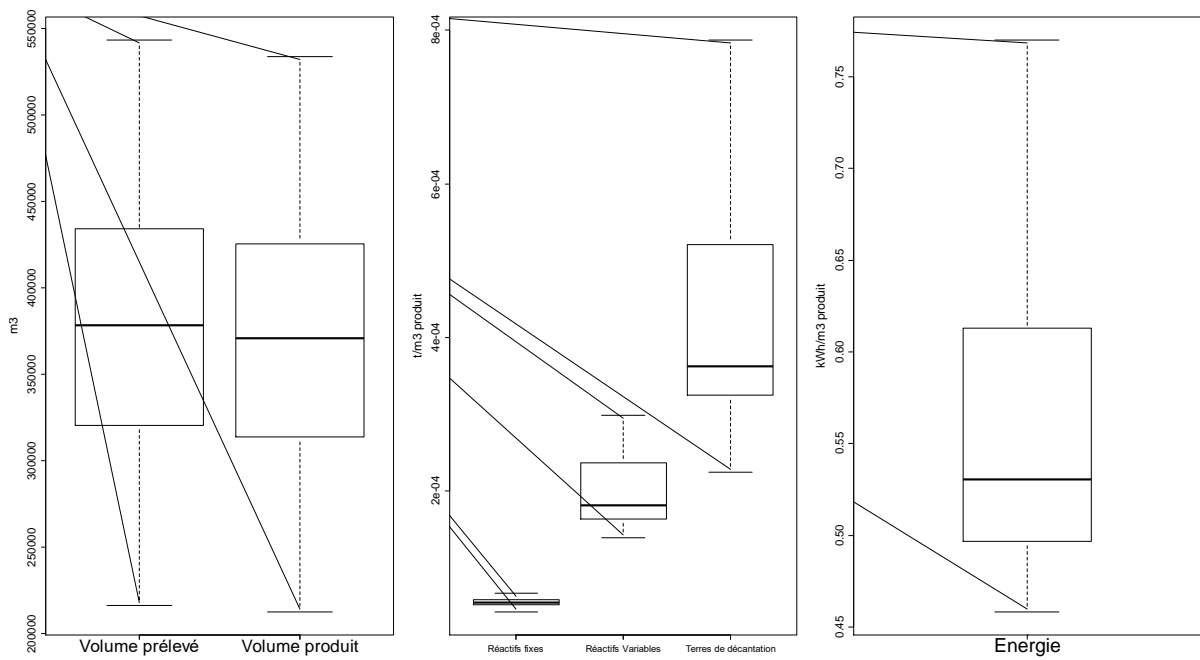 m3
550000
500000
450000
400000
350000
300000
250000
200000
Volume prélevé
Volume produit
t/m3 produit
8e-04
6e-04
4e-04
2e-04
Réactifs fixes
Réactifs Variables
Terres de décantation
kWh/m3 produit
0.75
0.70
0.65
0.60
0.55
0.50
0.45
Energie